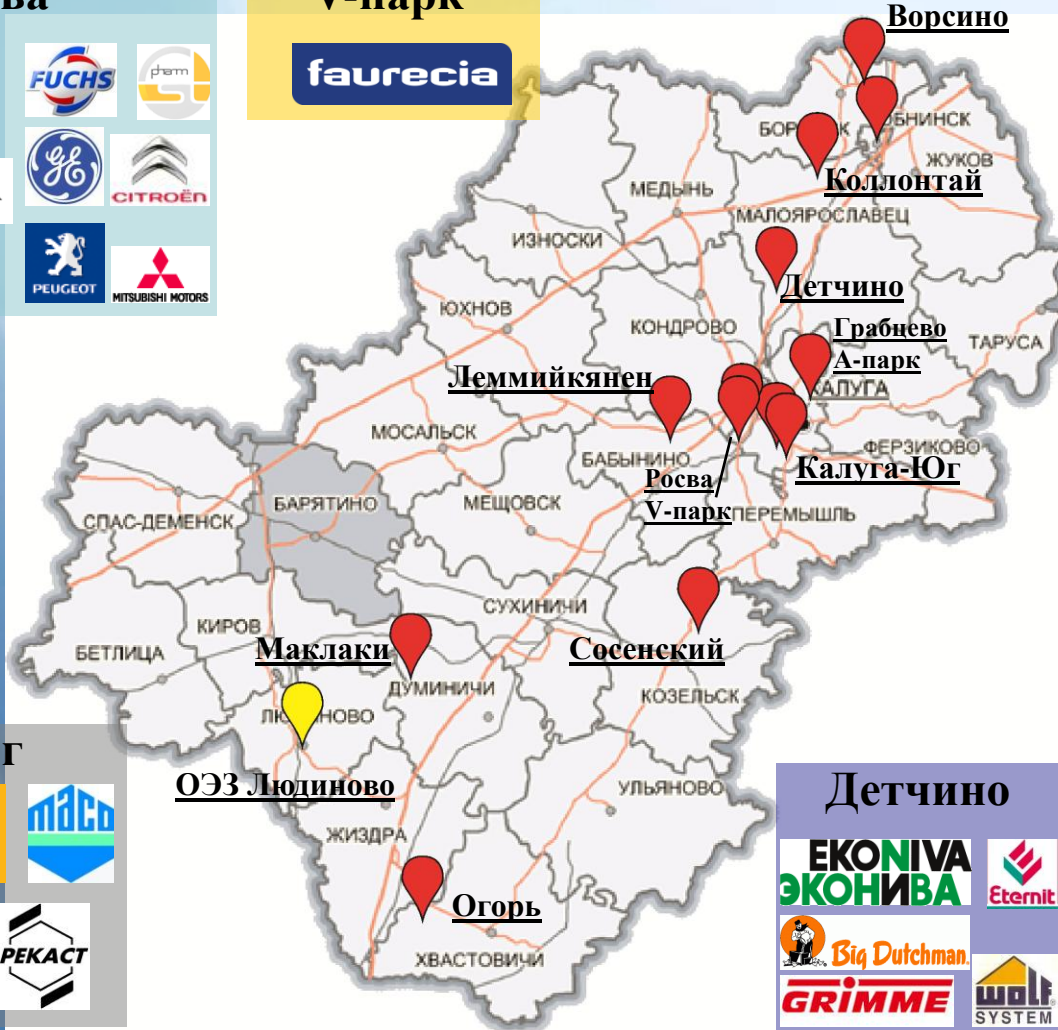 ва
V-парк
FUCHS
pharm
faurecia
GE
CITROËN
PEUGEOT
MITSUBISHI MOTORS
Ворсино
ОБНИНСК
ЖУКОВ
Коллонтай
МЕДЫНЬ
МАЛОЯРОСЛАВЕЦ
ИЗНОСКИ
Детчино
ЮХНОВ
КОНДРОВО
Грабцево
А-парк
ТАРУСА
Леммийкянен
КАЛУГА
МОСАЛЬСК
БАБЫНИНО
ФЕРЗИКОВО
Калуга-Юг
Росва
V-парк
ПЕРЕМЫШЛЬ
БАРЯТИНО
МЕЩОВСК
СПАС-ДЕМЕНСК
СУХИНИЧИ
КИРОВ
БЕТЛИЦА
Маклаки
Сосенский
ДУМИНИЧИ
КОЗЕЛЬСК
ОЭЗ Людиново
УЛЬЯНОВО
ЖИЗДРА
Огорь
ХВАСТОВИЧИ
г
maco
РЕКАСТ
Детчино
EKONIVA
ЭКОНИВА
Eternit
Big Dutchman
GRIMME
wolf
SYSTEM